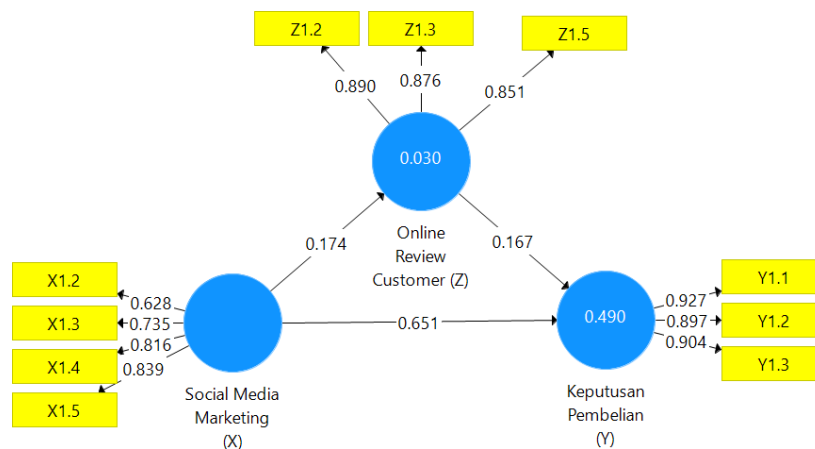 Z1.2
Z1.3
Z1.5
0.890
0.876
0.851
0.030
Online
Review
Customer (Z)
0.174
0.167
X1.2
X1.3
X1.4
X1.5
0.628
0.735
0.816
0.839
Social Media
Marketing
(X)
0.651
0.490
Keputusan
Pembelian
(Y)
0.927
0.897
0.904
Y1.1
Y1.2
Y1.3